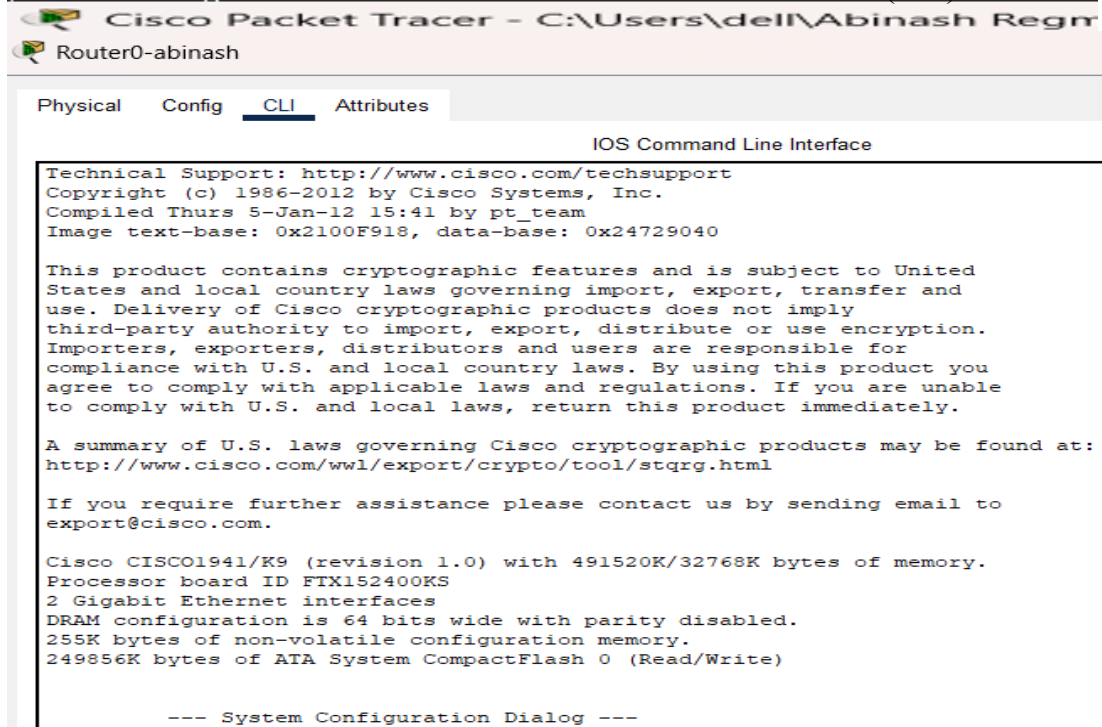 Cisco Packet Tracer - C:\Users\dell\Abinash Regm
Router0-abinash
Physical Config CLI Attributes
IOS Command Line Interface
Technical Support: http://www.cisco.com/techsupport
Copyright (c) 1986-2012 by Cisco Systems, Inc.
Compiled Thurs 5-Jan-12 15:41 by pt_team
Image text-base: 0x2100F918, data-base: 0x24729040
This product contains cryptographic features and is subject to United
States and local country laws governing import, export, transfer and
use. Delivery of Cisco cryptographic products does not imply
third-party authority to import, export, distribute or use encryption.
Importers, exporters, distributors and users are responsible for
compliance with U.S. and local country laws. By using this product you
agree to comply with applicable laws and regulations. If you are unable
to comply with U.S. and local laws, return this product immediately.
A summary of U.S. laws governing Cisco cryptographic products may be found at:
http://www.cisco.com/wwl/export/crypto/tool/stqrg.html
If you require further assistance please contact us by sending email to
export@cisco.com.
Cisco CISCO1941/K9 (revision 1.0) with 491520K/32768K bytes of memory.
Processor board ID FTX152400KS
2 Gigabit Ethernet interfaces
DRAM configuration is 64 bits wide with parity disabled.
255K bytes of non-volatile configuration memory.
249856K bytes of ATA System CompactFlash 0 (Read/Write)
--- System Configuration Dialog ---